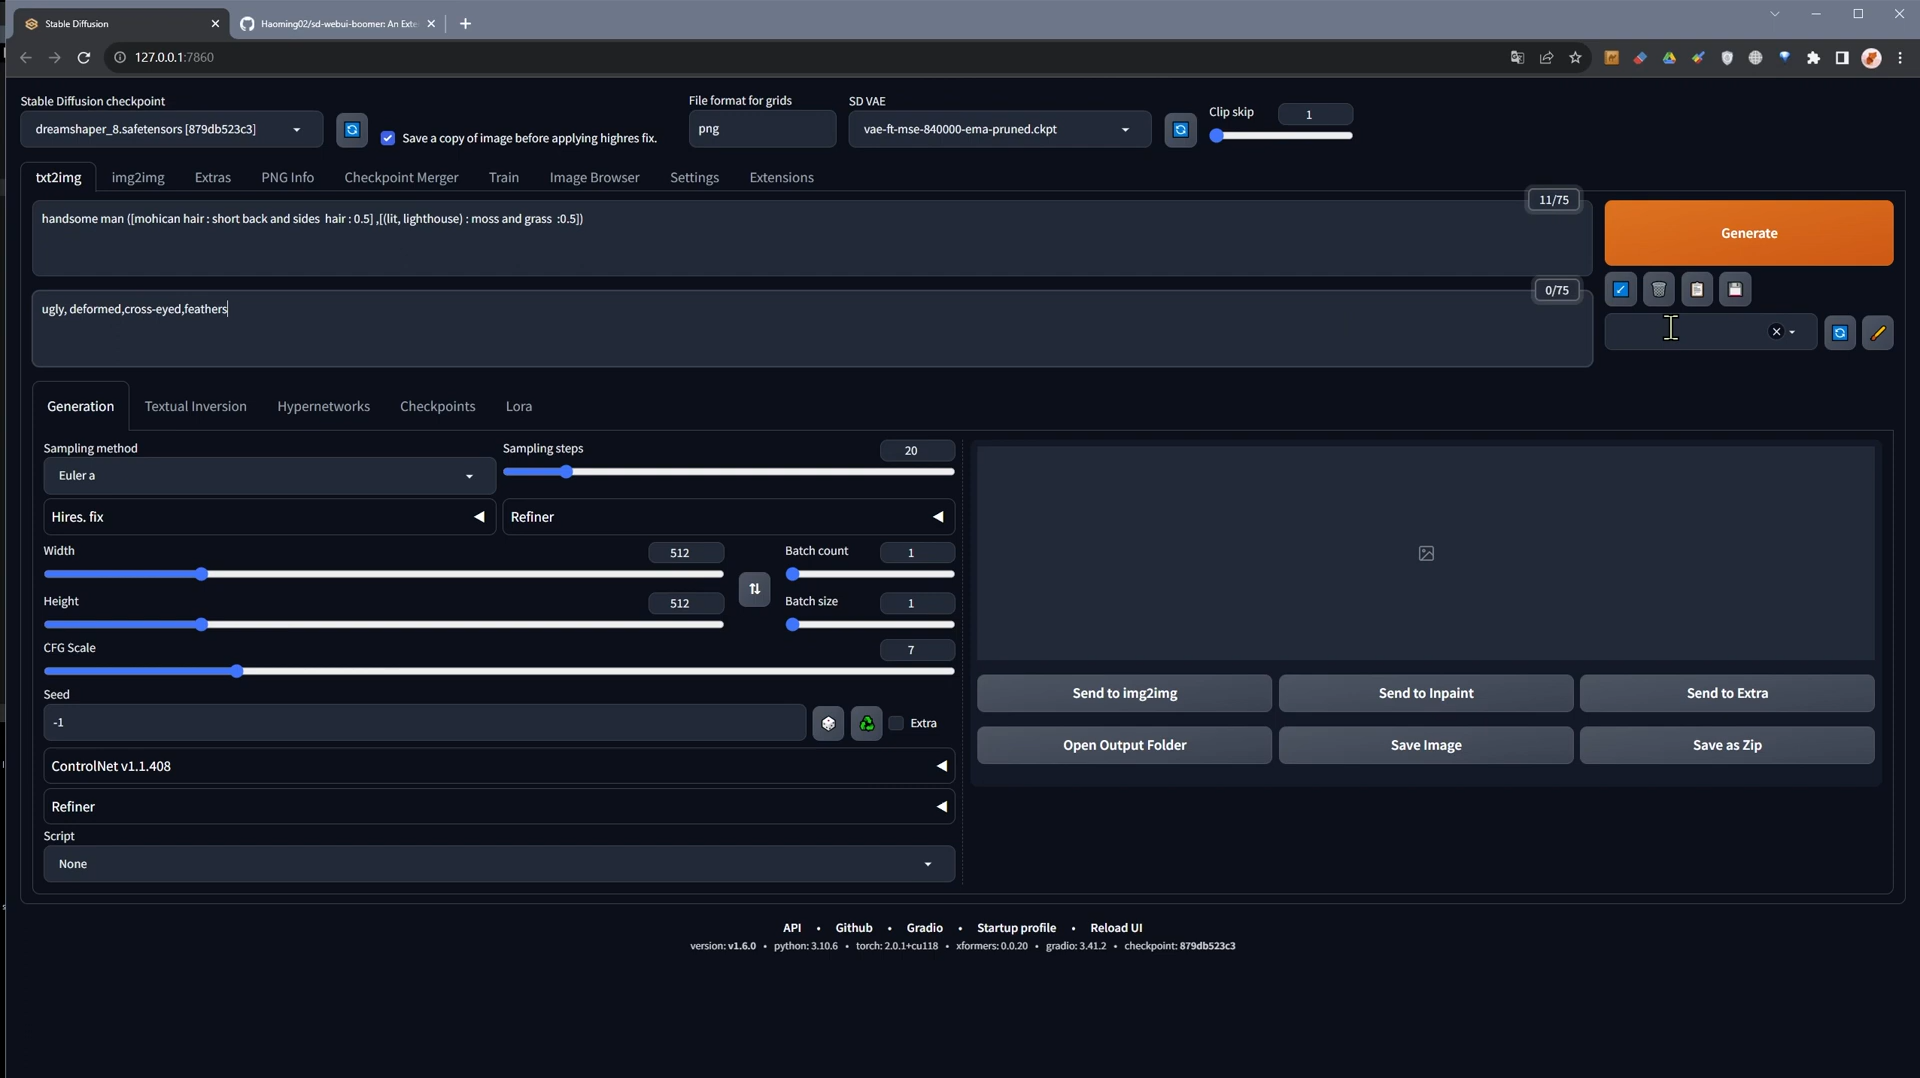 Stable Diffusion
Haoming02/sd-webui-boomer: An Exte
127.0.0.1:7860
Stable Diffusion checkpoint
dreamshaper_8.safetensors [879db523c3]
Save a copy of image before applying highres fix.
File format for grids
png
SD VAE
vae-ft-mse-840000-ema-pruned.ckpt
Clip skip
1
txt2img
img2img
Extras
PNG Info
Checkpoint Merger
Train
Image Browser
Settings
Extensions
11/75
handsome man ([mohican hair : short back and sides  hair : 0.5] ,[(lit, lighthouse) : moss and grass  :0.5])
Generate
0/75
ugly, deformed,cross-eyed,feathers
Generation
Textual Inversion
Hypernetworks
Checkpoints
Lora
Sampling method
Euler a
Sampling steps
20
Hires. fix
Refiner
Width
512
Batch count
1
Height
512
Batch size
1
CFG Scale
7
Seed
-1
Extra
ControlNet v1.1.408
Refiner
Script
None
Send to img2img
Send to Inpaint
Send to Extra
Open Output Folder
Save Image
Save as Zip
API • Github • Gradio • Startup profile • Reload UI
version: v1.6.0 • python: 3.10.6 • torch: 2.0.1+cu118 • xformers: 0.0.20 • gradio: 3.41.2 • checkpoint: 879db523c3